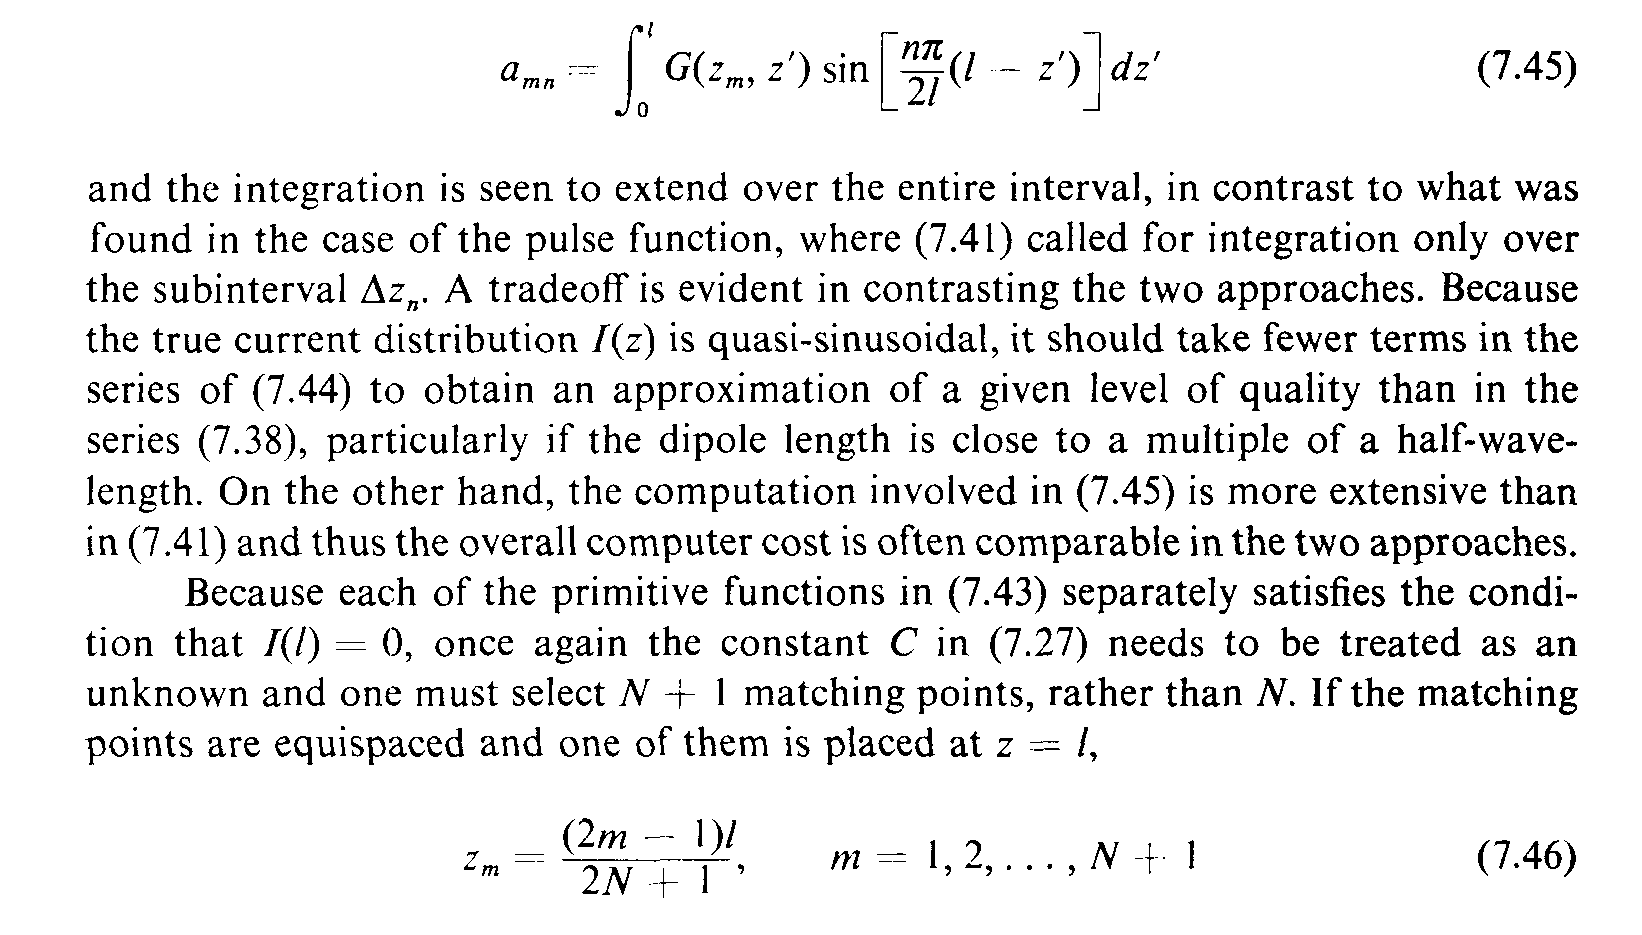 a_{mn} = ∫_0^l G(z_m, z′) sin [nπ/2l (l − z′)] dz′ (7.45)
and the integration is seen to extend over the entire interval, in contrast to what was
found in the case of the pulse function, where (7.41) called for integration only over
the subinterval Δz_n. A tradeoff is evident in contrasting the two approaches. Because
the true current distribution I(z) is quasi-sinusoidal, it should take fewer terms in the
series of (7.44) to obtain an approximation of a given level of quality than in the
series (7.38), particularly if the dipole length is close to a multiple of a half-wave-
length. On the other hand, the computation involved in (7.45) is more extensive than
in (7.41) and thus the overall computer cost is often comparable in the two approaches.
Because each of the primitive functions in (7.43) separately satisfies the condi-
tion that I(l) = 0, once again the constant C in (7.27) needs to be treated as an
unknown and one must select N + 1 matching points, rather than N. If the matching
points are equispaced and one of them is placed at z = l,
z_m = (2m − 1)l / 2N + 1, m = 1, 2, . . . , N + 1 (7.46)